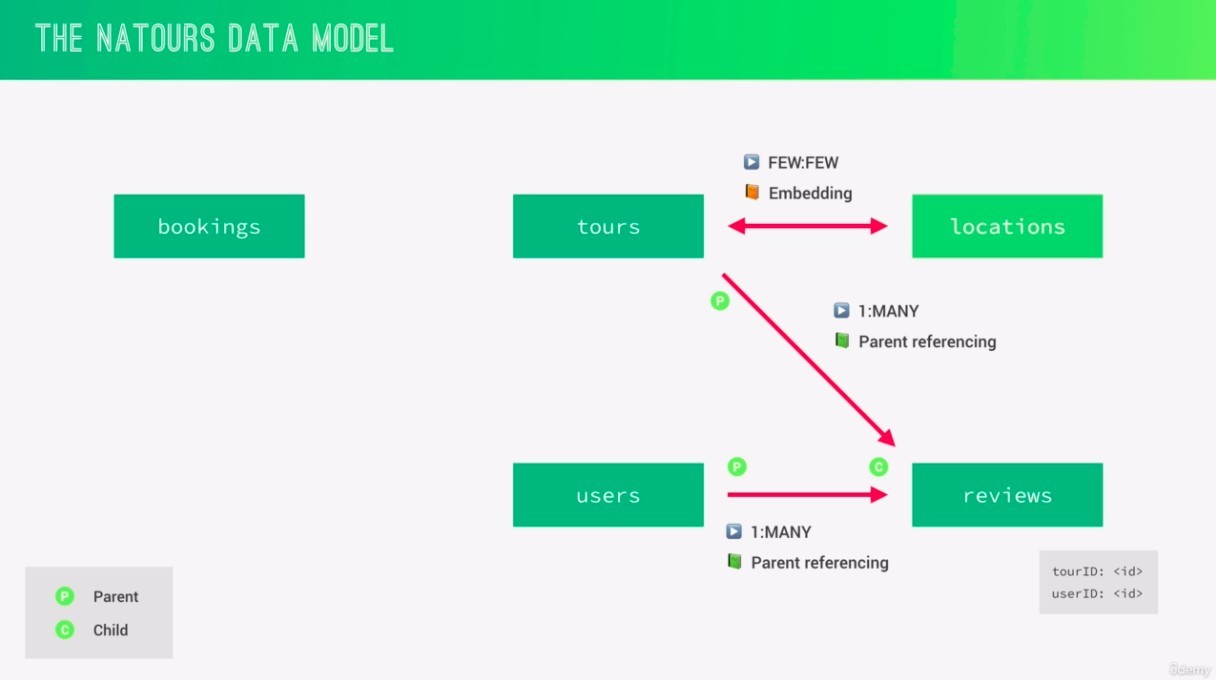 THE NATOURS DATA MODEL
FEW:FEW
Embedding
bookings
tours
locations
P
1:MANY
Parent referencing
P
C
users
reviews
1:MANY
Parent referencing
tourID: <id>
userID: <id>
P Parent
C Child
ûdemy